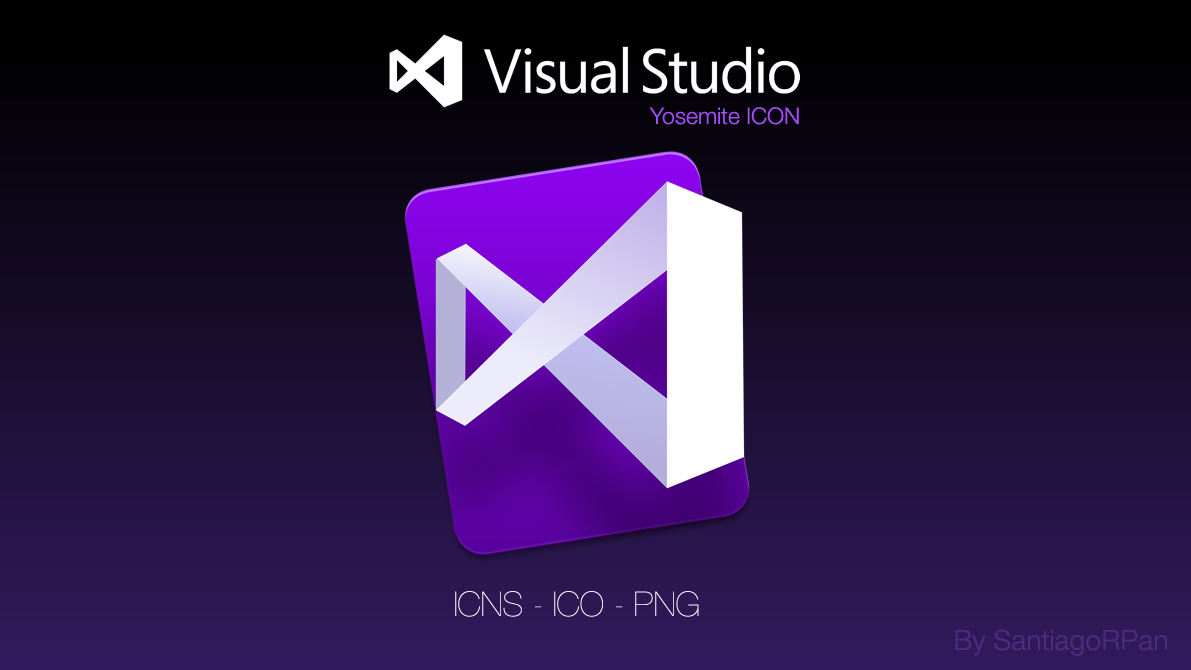 Visual Studio
Yosemite ICON
ICNS - ICO - PNG
By SantiagoRPan